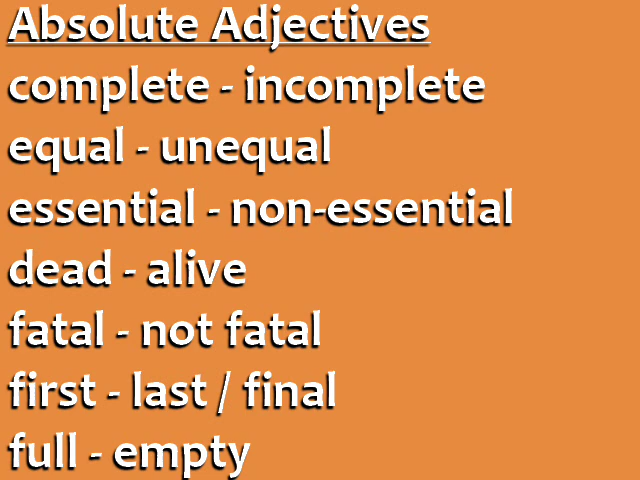 Absolute Adjectives
complete - incomplete
equal - unequal
essential - non-essential
dead - alive
fatal - not fatal
first - last / final
full - empty